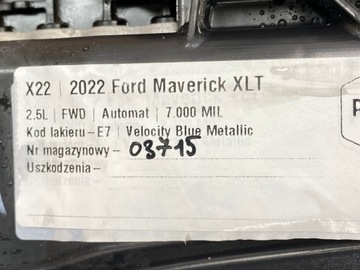 X22 | 2022 Ford Maverick XLT
2.5L | FWD | Automat | 7.000 MIL
Kod lakieru – E7 | Velocity Blue Metallic
Nr magazynowy – 03715
Uszkodzenia –
P